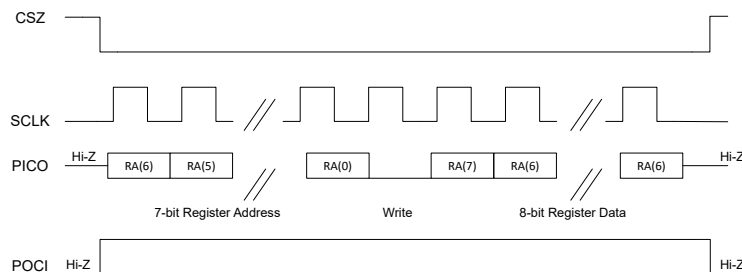 CSZ
SCLK
Hi-Z
PICO
RA(6)
RA(5)
RA(0)
RA(7)
RA(6)
RA(6)
Hi-Z
7-bit Register Address
Write
8-bit Register Data
POCI
Hi-Z
Hi-Z